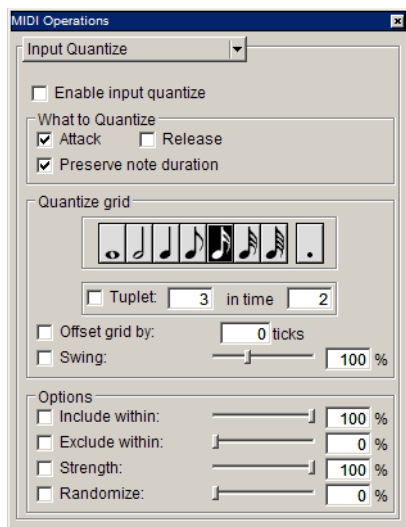 MIDI Operations
Input Quantize
Enable input quantize
What to Quantize
Attack Release
Preserve note duration
Quantize grid
Tuplet: 3 in time 2
Offset grid by: 0 ticks
Swing: 100 %
Options
Include within: 100 %
Exclude within: 0 %
Strength: 100 %
Randomize: 0 %